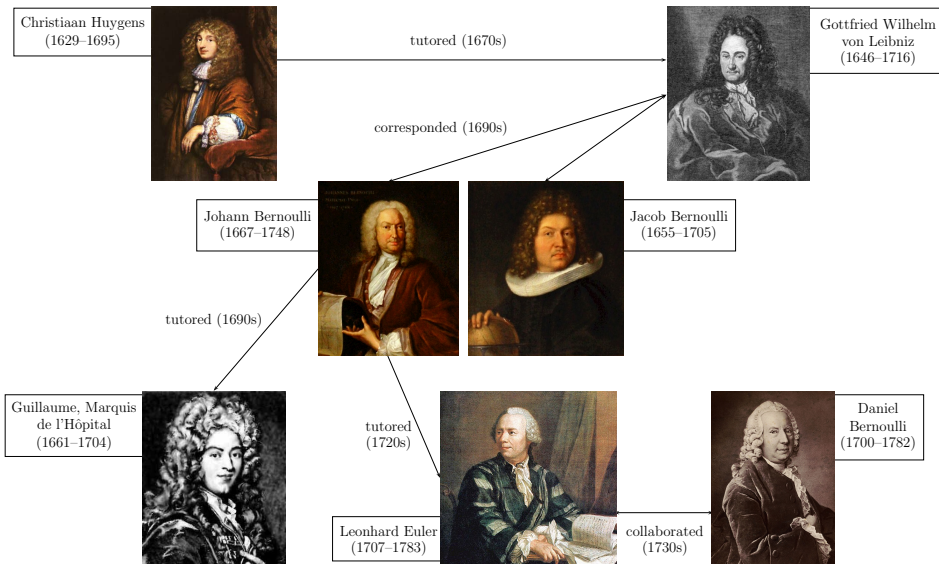 Christiaan Huygens
(1629–1695)
tutored (1670s)
Gottfried Wilhelm
von Leibniz
(1646–1716)
corresponded (1690s)
Johann Bernoulli
(1667–1748)
Jacob Bernoulli
(1655–1705)
tutored (1690s)
Guillaume, Marquis
de l'Hôpital
(1661–1704)
tutored
(1720s)
Daniel
Bernoulli
(1700–1782)
Leonhard Euler
(1707–1783)
collaborated
(1730s)